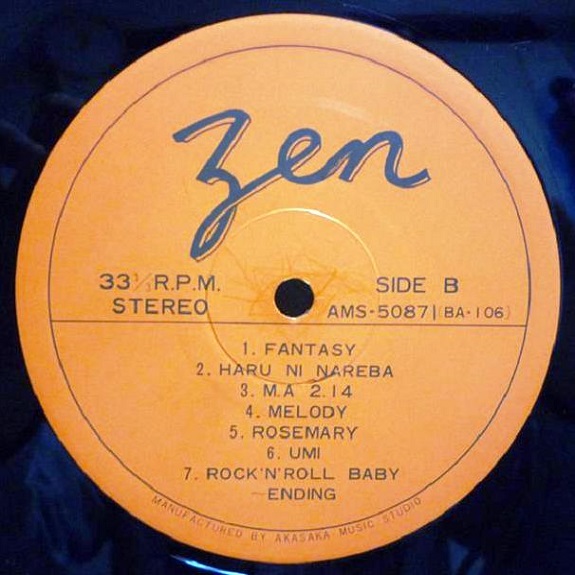 Zen
33⅓ R.P.M.
STEREO
SIDE B
AMS-5087 (BA-106)
1. FANTASY
2. HARU NI NAREBA
3. M.A 2.14
4. MELODY
5. ROSEMARY
6. UMI
7. ROCK'N'ROLL BABY
~ENDING
MANUFACTURED BY AKASAKA MUSIC STUDIO